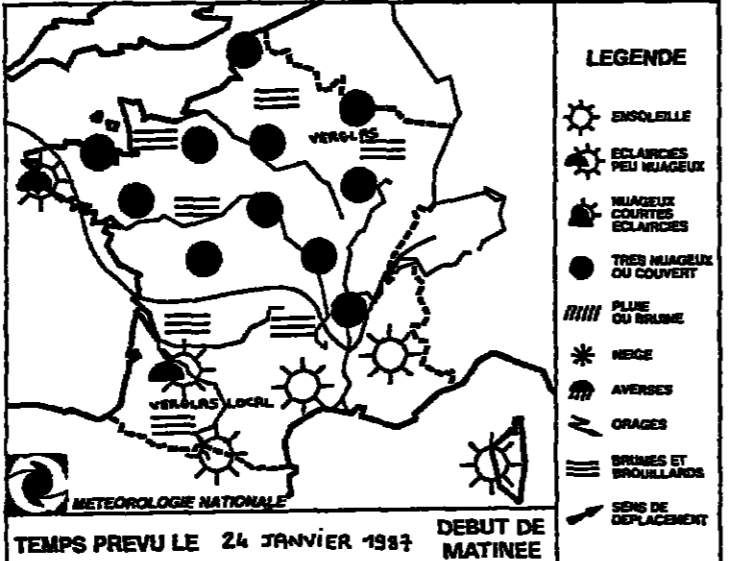 VERGLAS
VERGLAS LOCAL
METEOROLOGIE NATIONALE
TEMPS PREVU LE 24 JANVIER 1987
DEBUT DE
MATINEE
LEGENDE
ENSOLEILLE
ECLAIRCIES
PEU NUAGEUX
NUAGEUX
COURTES
ECLAIRCIES
TRES NUAGEUX
OU COUVERT
PLUIE
OU BRUINE
NEIGE
AVERSES
ORAGES
BRUMES ET
BROUILLARDS
SENS DE
DEPLACEMENT